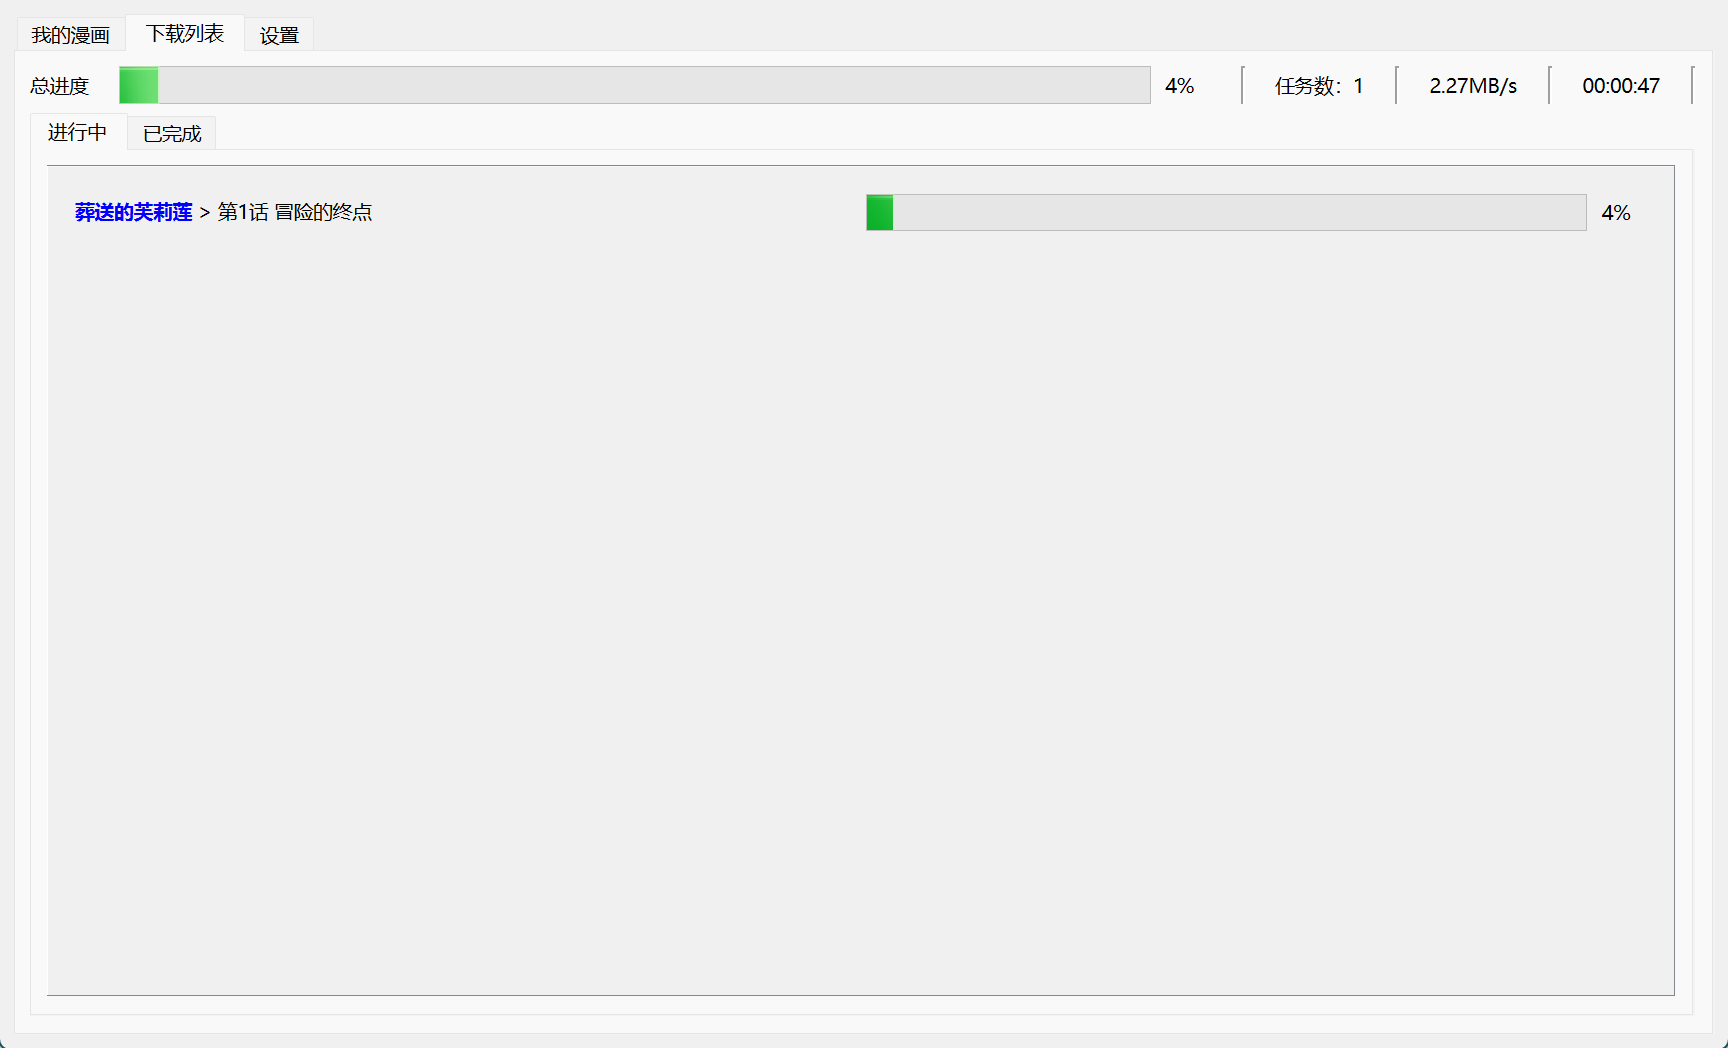 我的漫画 下载列表 设置
总进度 4% 任务数：1 2.27MB/s 00:00:47
进行中 已完成
葬送的芙莉莲 > 第1话 冒险的终点 4%